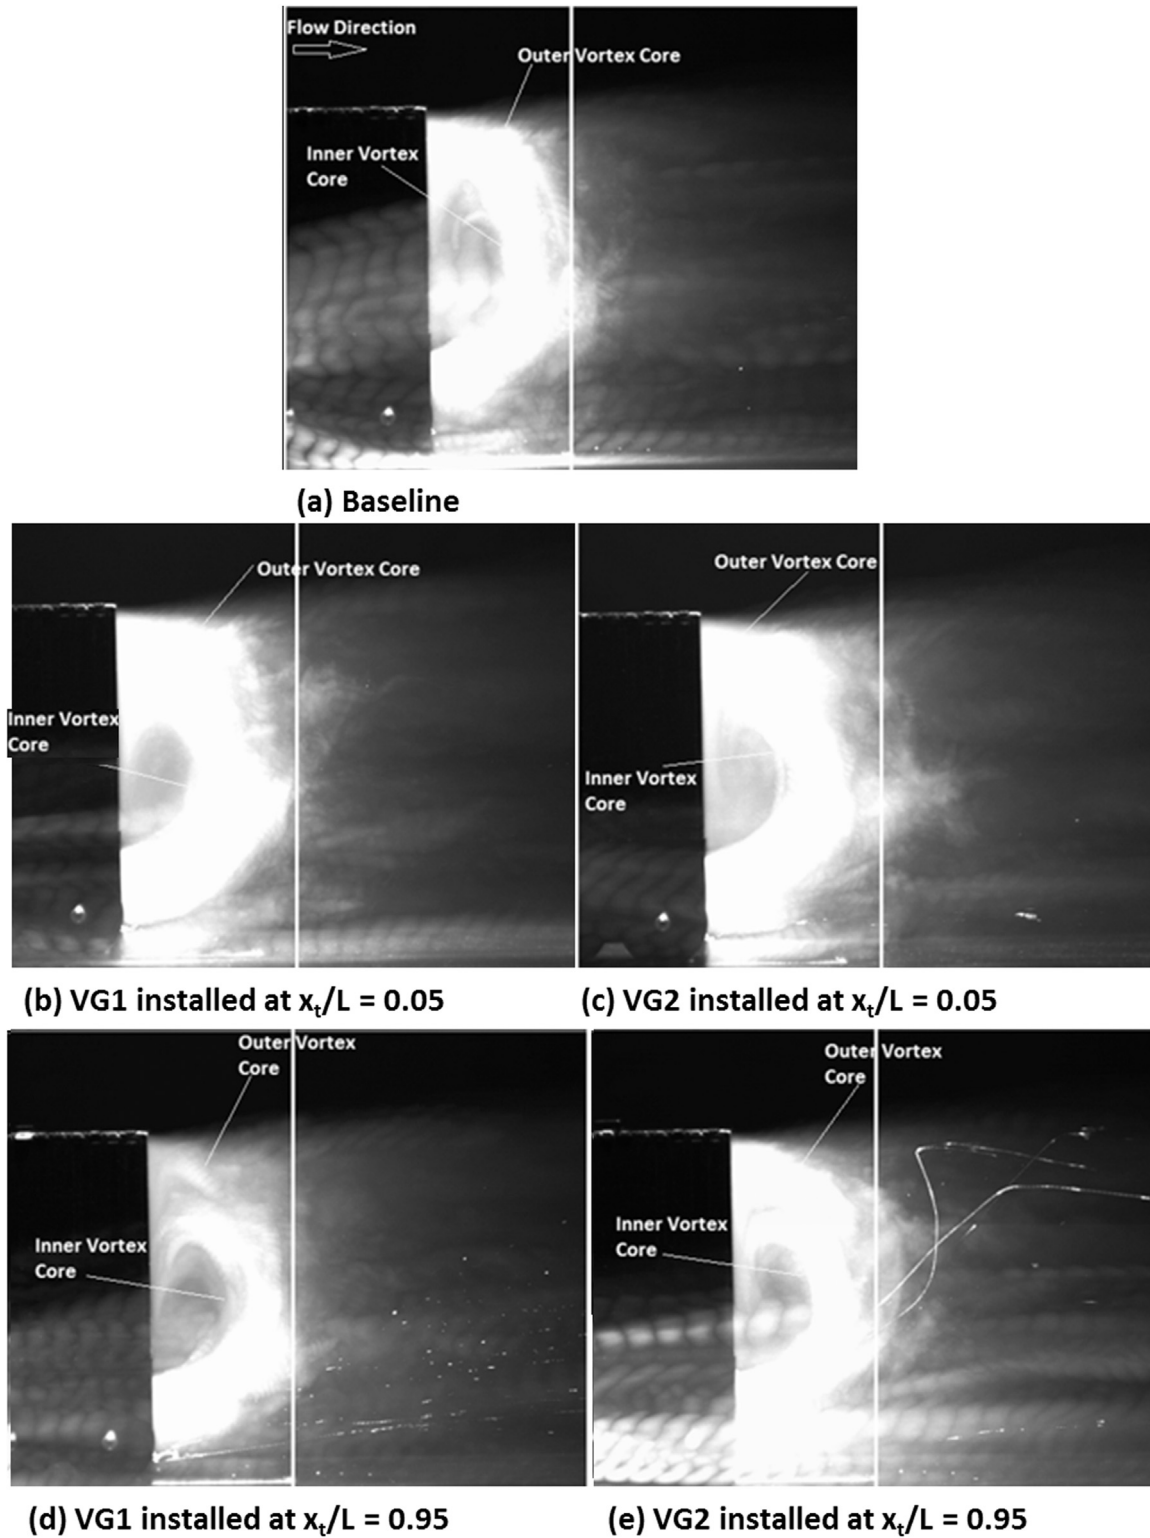 Flow Direction
Outer Vortex Core
Inner Vortex
Core
(a) Baseline
Outer Vortex Core
Inner Vortex
Core
Outer Vortex Core
Inner Vortex
Core
(b) VG1 installed at xₜ/L = 0.05
(c) VG2 installed at xₜ/L = 0.05
Outer Vortex
Core
Inner Vortex
Core
Outer Vortex
Core
Inner Vortex
Core
(d) VG1 installed at xₜ/L = 0.95
(e) VG2 installed at xₜ/L = 0.95